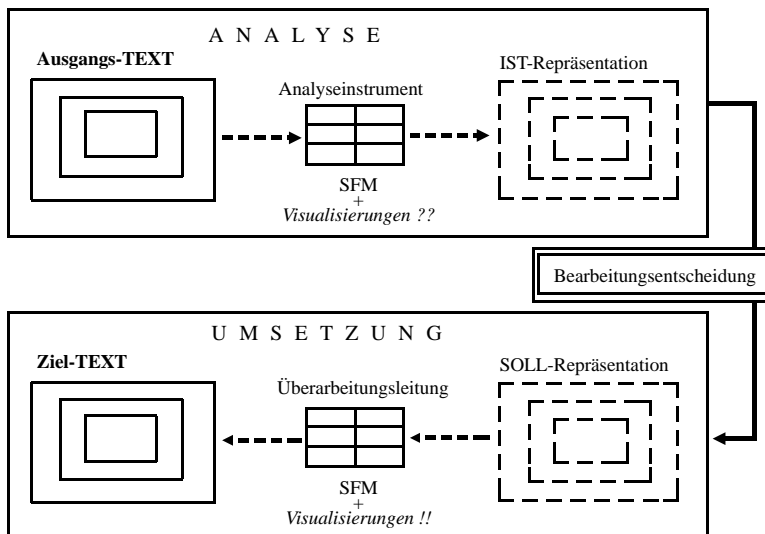 A N A L Y S E
Ausgangs-TEXT
IST-Repräsentation
Analyseinstrument
SFM
+
Visualisierungen ??
Bearbeitungsentscheidung
U M S E T Z U N G
Ziel-TEXT
SOLL-Repräsentation
Überarbeitungsleitung
SFM
+
Visualisierungen !!